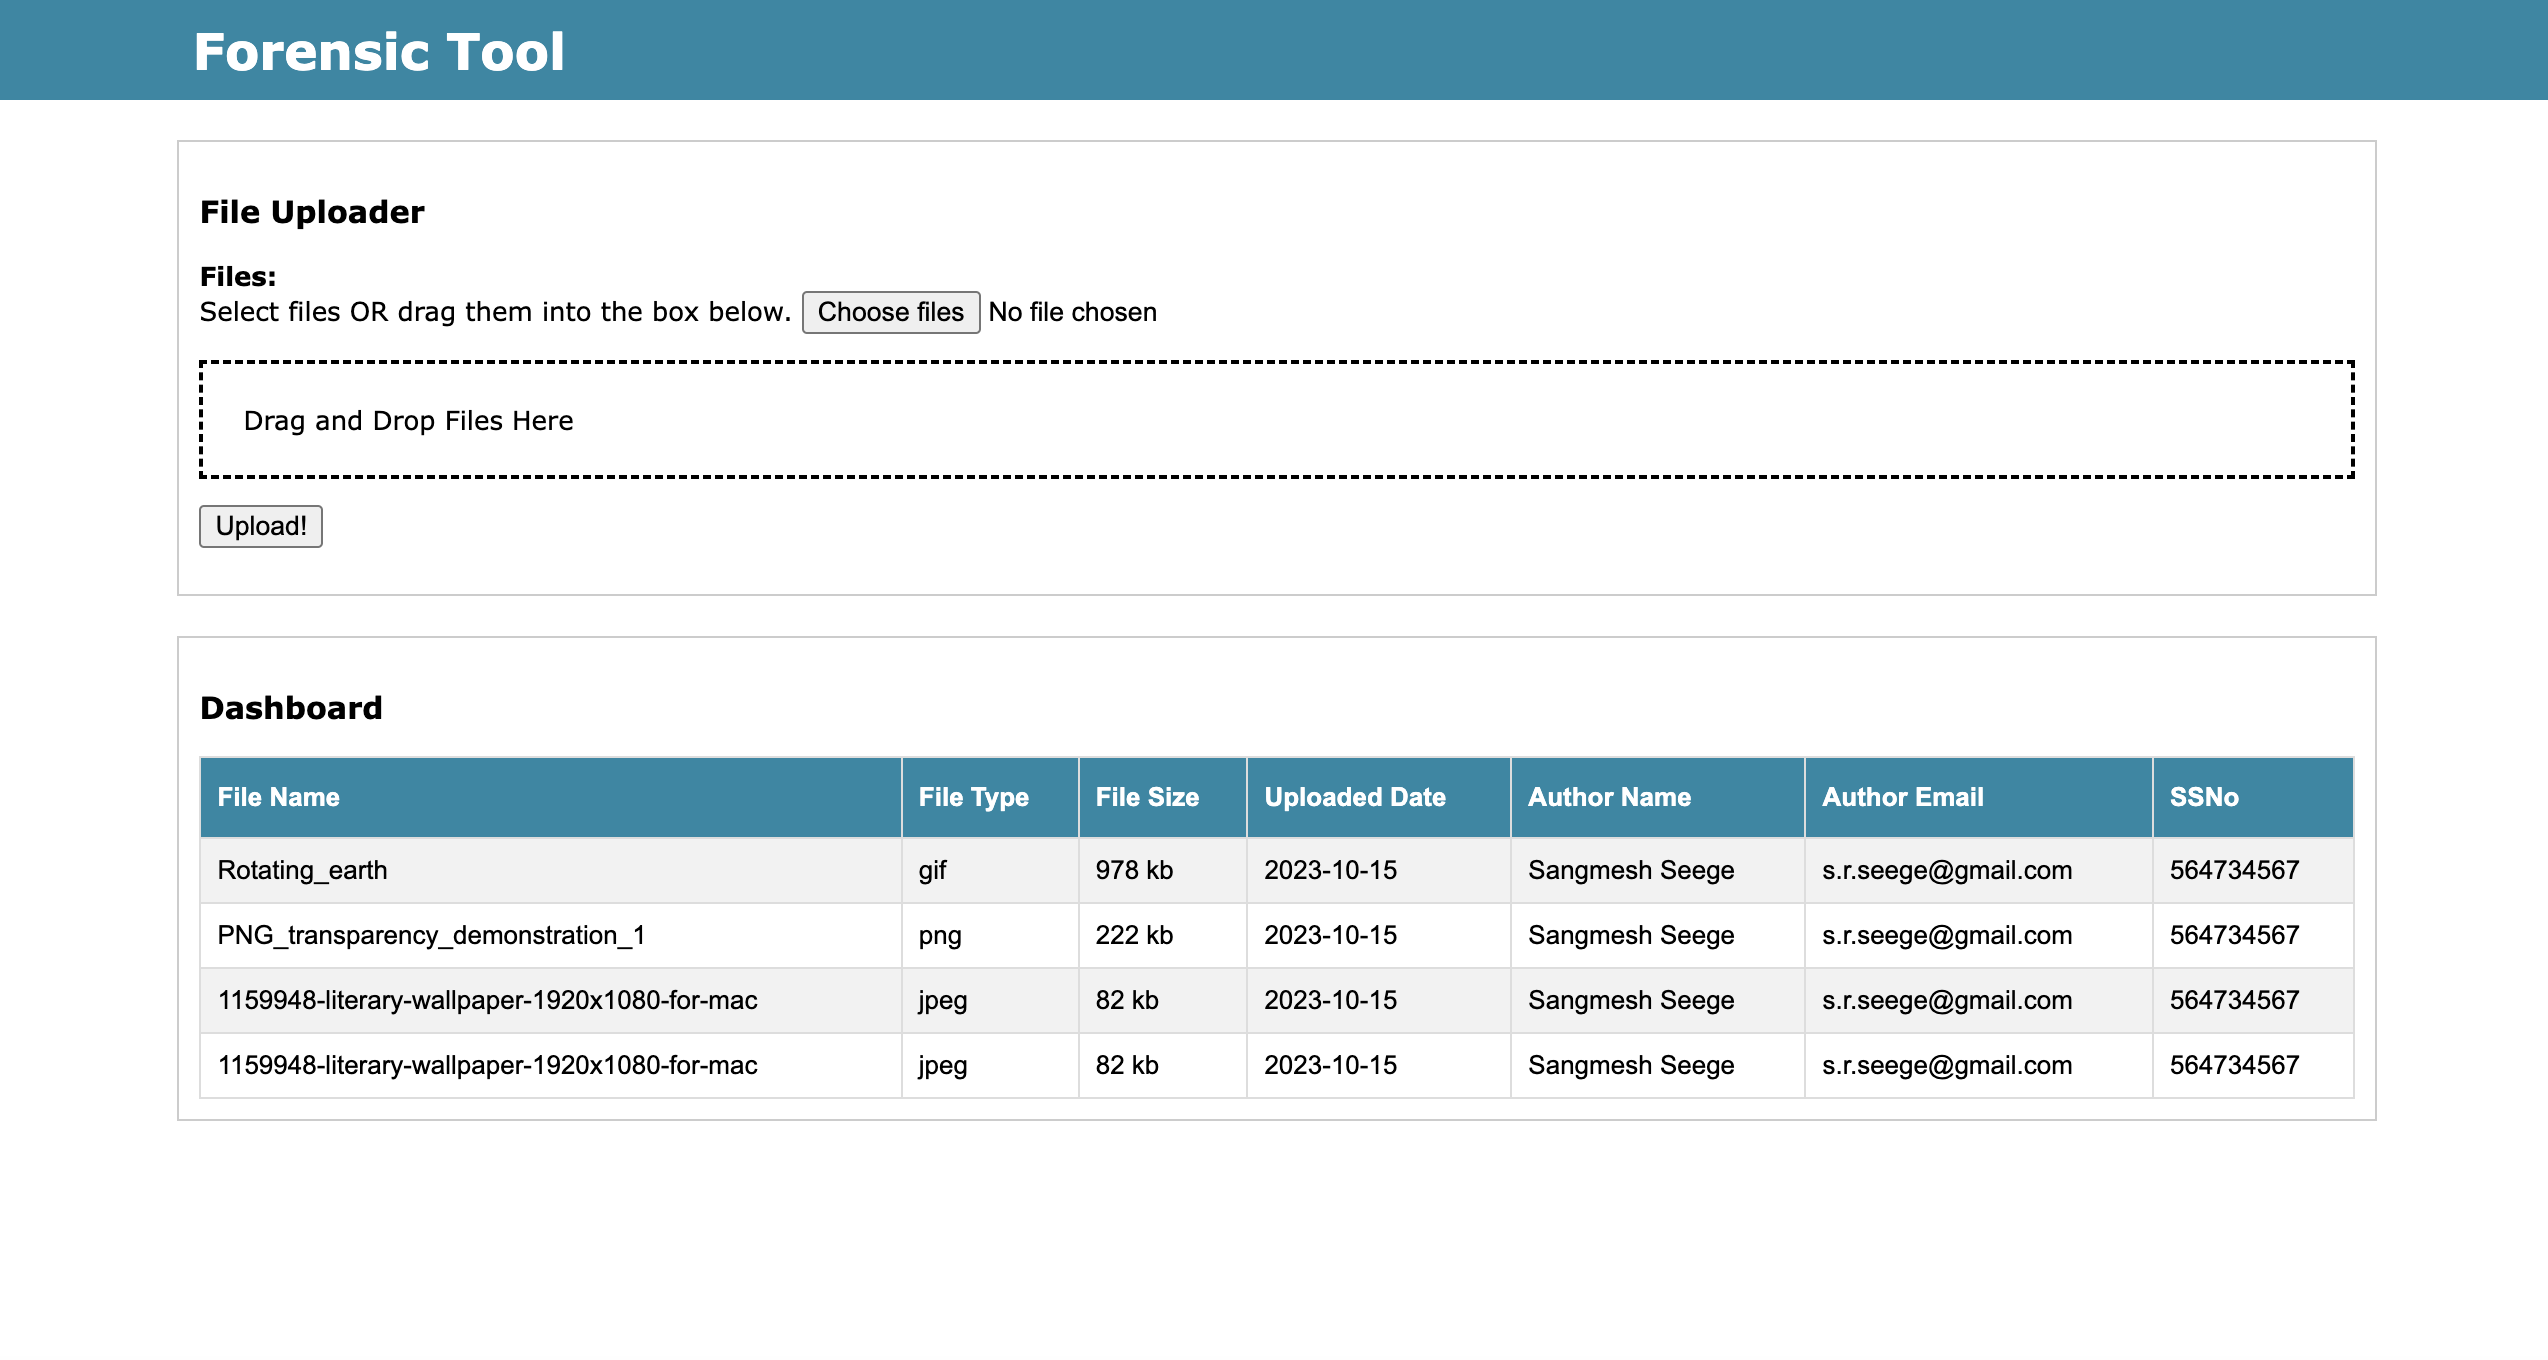 Forensic Tool
File Uploader
Files:
Select files OR drag them into the box below. Choose files No file chosen
Drag and Drop Files Here
Upload!
Dashboard
File Name File Type File Size Uploaded Date Author Name Author Email SSNo
Rotating_earth gif 978 kb 2023-10-15 Sangmesh Seege s.r.seege@gmail.com 564734567
PNG_transparency_demonstration_1 png 222 kb 2023-10-15 Sangmesh Seege s.r.seege@gmail.com 564734567
1159948-literary-wallpaper-1920x1080-for-mac jpeg 82 kb 2023-10-15 Sangmesh Seege s.r.seege@gmail.com 564734567
1159948-literary-wallpaper-1920x1080-for-mac jpeg 82 kb 2023-10-15 Sangmesh Seege s.r.seege@gmail.com 564734567